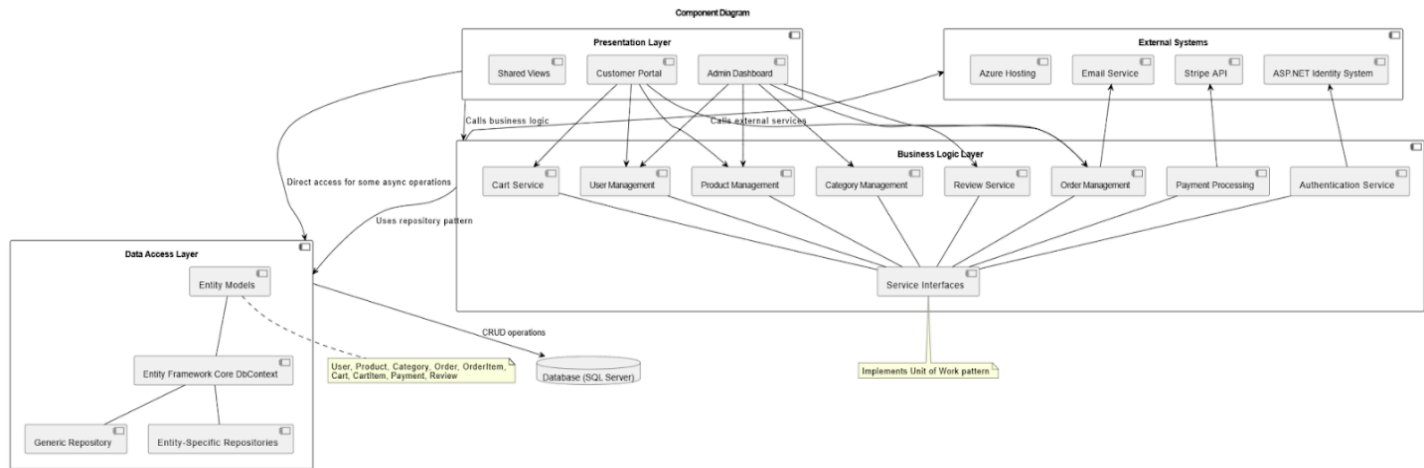 Component Diagram
Presentation Layer
Shared Views
Customer Portal
Admin Dashboard
External Systems
Azure Hosting
Email Service
Stripe API
ASP.NET Identity System
Calls business logic
Calls external services
Business Logic Layer
Cart Service
User Management
Product Management
Category Management
Review Service
Order Management
Payment Processing
Authentication Service
Service Interfaces
Direct access for some async operations
Uses repository pattern
Data Access Layer
Entity Models
Entity Framework Core DbContext
Generic Repository
Entity-Specific Repositories
CRUD operations
User, Product, Category, Order, OrderItem,
Cart, CartItem, Payment, Review
Database (SQL Server)
Implements Unit of Work pattern